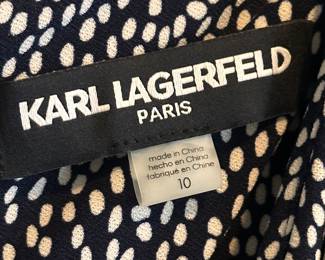 KARL LAGERFELD
PARIS
made in China
hecho en China
fabriqué en Chine
10